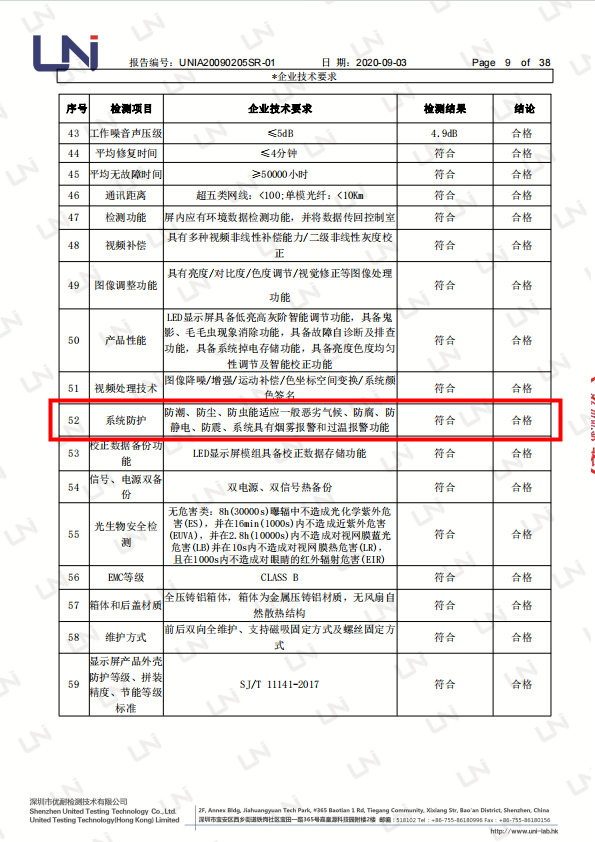 UNi
报告编号: UNIA20090205SR-01 日 期: 2020-09-03 Page 9 of 38
*企业技术要求
序号 检测项目 企业技术要求 检测结果 结论
43 工作噪音声压级 ≤5dB 4.9dB 合格
44 平均修复时间 ≤4分钟 符合 合格
45 平均无故障时间 ≥50000小时 符合 合格
46 通讯距离 超五类网线: <100;单模光纤: <10Km 符合 合格
47 检测功能 屏内应有环境数据检测功能，并将数据传回控制室 符合 合格
48 视频补偿 具有多种视频非线性补偿能力/二级非线性灰度校
正 符合 合格
49 图像调整功能 具有亮度/对比度/色度调节/视觉修正等图像处理
功能 符合 合格
50 产品性能 LED显示屏具备低亮高灰阶智能调节功能，具备鬼
影、毛毛虫现象消除功能，具备故障自诊断及排查
功能，具备系统掉电存储功能，具备亮度色度均匀
性调节及智能校正功能 符合 合格
51 视频处理技术 图像降噪/增强/运动补偿/色坐标空间变换/系统颜
色签名 符合 合格
52 系统防护 防潮、防尘、防虫能适应一般恶劣气候、防腐、防
静电、防震、系统具有烟雾报警和过温报警功能 符合 合格
53 校正数据备份功
能 LED显示屏模组具备校正数据存储功能 符合 合格
54 信号、电源双备
份 双电源、双信号热备份 符合 合格
55 光生物安全检
测 无危害类: 8h(30000s)曝辐中不造成光化学紫外危
害(ES)，并在16min(1000s)内不造成近紫外危害
(EUVA)，并在2.8h(10000s)内不造成对视网膜蓝光
危害(LB)并在10s内不造成对视网膜热危害(LR)，
且在1000s内不造成对眼睛的红外辐射危害(EIR) 符合 合格
56 EMC等级 CLASS B 符合 合格
57 箱体和后盖材质 全压铸铝箱体，箱体为金属压铸铝材质，无风扇自
然散热结构 符合 合格
58 维护方式 前后双向全维护、支持磁吸固定方式及螺丝固定方
式 符合 合格
59 显示屏产品外壳
防护等级、拼装
精度、节能等级
标准 SJ/T 11141-2017 符合 合格
深圳市优耐检测技术有限公司
Shenzhen United Testing Technology Co., Ltd.
United Testing Technology(Hong Kong) Limited
2F, Annex Bldg, Jiahuangyuan Tech Park, #365 Baotian 1 Rd, Tiegang Community, Xixiang Str, Bao'an District, Shenzhen, China
深圳市宝安区西乡街道铁岗社区宝田一路365号嘉皇源科技园附楼2楼 邮编: 518102 Tel: +86-755-86180996 Fax: +86-755-86180156
http://www.uni-lab.hk